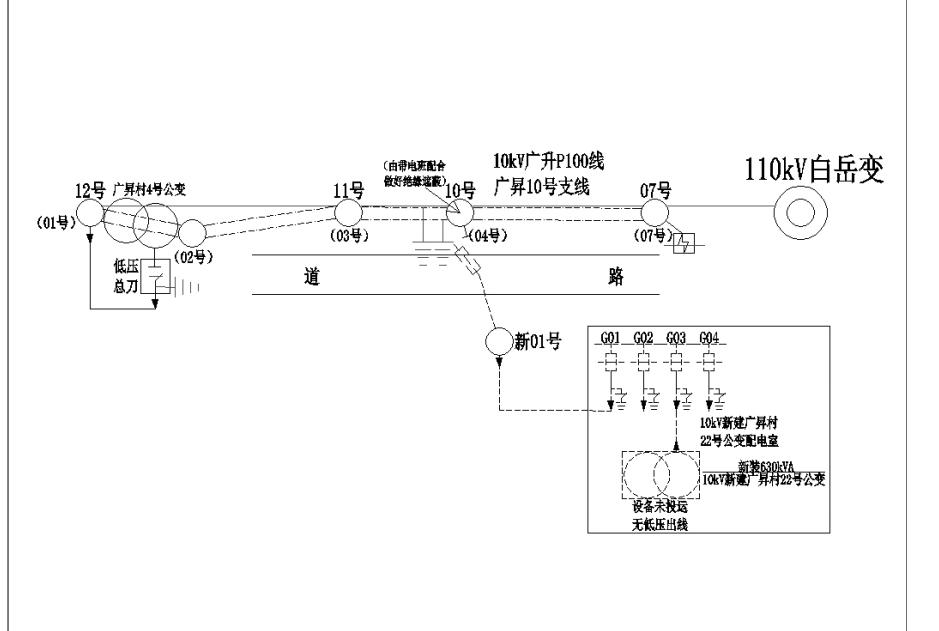 （由带电班配合
做好绝缘遮蔽）
10kV广升P100线
广昇10号支线
110kV白岳变
12号
广昇村4号公变
11号
10号
07号
(01号)
(02号)
(03号)
(04号)
(07号)
低压
总刀
道
路
新01号
G01
G02
G03
G04
10kV新建广昇村
22号公变配电室
新装630kVA
10kV新建广昇村22号公变
设备未投运
无低压出线